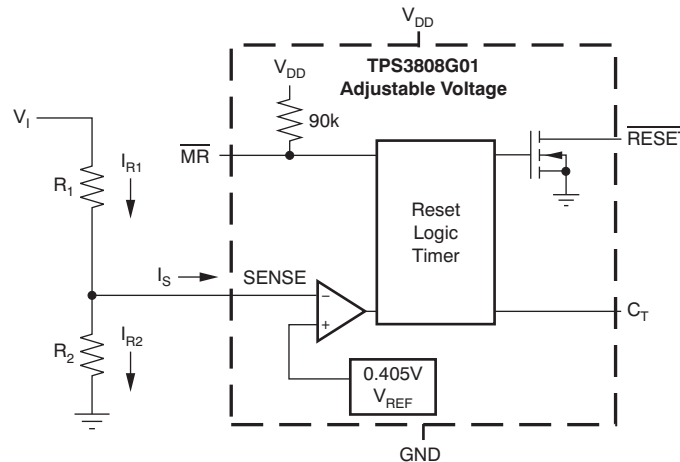 V_DD
TPS3808G01
Adjustable Voltage
V_DD
90k
V_I
MR
RESET
I_R1
R_1
Reset
Logic
Timer
I_S
SENSE
−
+
C_T
I_R2
R_2
0.405V
V_REF
GND